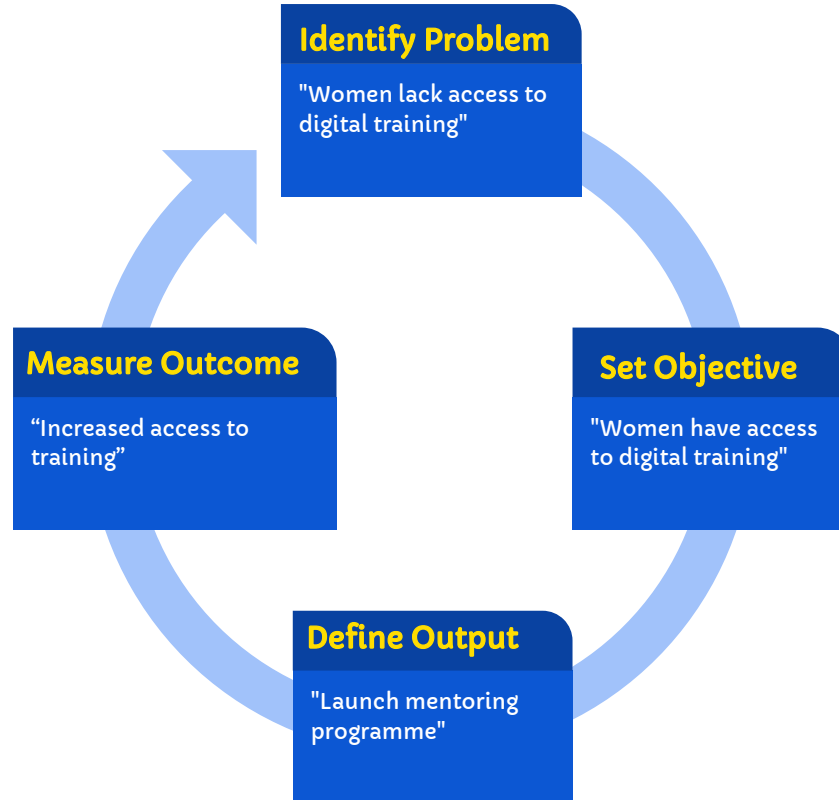 Identify Problem
"Women lack access to
digital training"
Set Objective
"Women have access
to digital training"
Define Output
"Launch mentoring
programme"
Measure Outcome
“Increased access to
training”